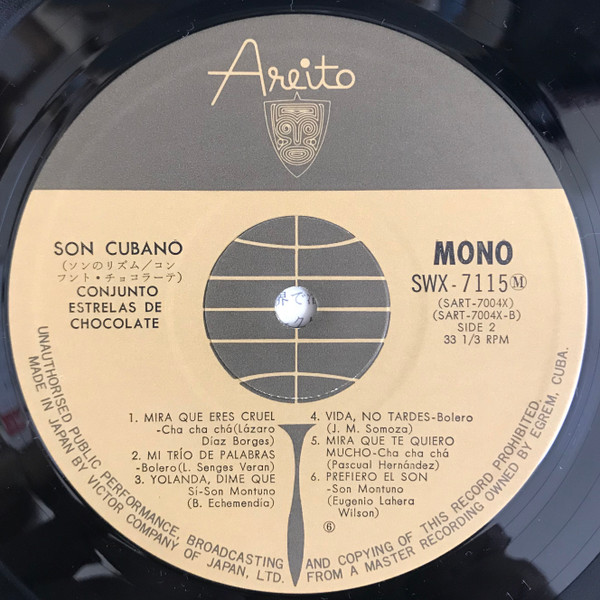 Areito
SON CUBANO
(ソンのリズム/コン
フント・チョコラーテ)
CONJUNTO
ESTRELAS DE
CHOCOLATE
MONO
SWX-7115Ⓜ
(SART-7004X)
(SART-7004X-B)
SIDE 2
33 1/3 RPM
界で
1. MIRA QUE ERES CRUEL
-Cha cha chá(Lázaro
Díaz Borges)
2. MI TRÍO DE PALABRAS
-Bolero(L. Senges Veran)
3. YOLANDA, DIME QUE
Sí-Son Montuno
(B. Echemendia)
4. VIDA, NO TARDES-Bolero
(J. M. Somoza)
5. MIRA QUE TE QUIERO
MUCHO-Cha cha chá
(Pascual Hernández)
6. PREFIERO EL SON
-Son Montuno
(Eugenio Lahera
Wilson)
⑥
UNAUTHORISED PUBLIC PERFORMANCE, BROADCASTING AND COPYING OF THIS RECORD PROHIBITED.
MADE IN JAPAN BY VICTOR COMPANY OF JAPAN, LTD. FROM A MASTER RECORDING OWNED BY EGREM, CUBA.